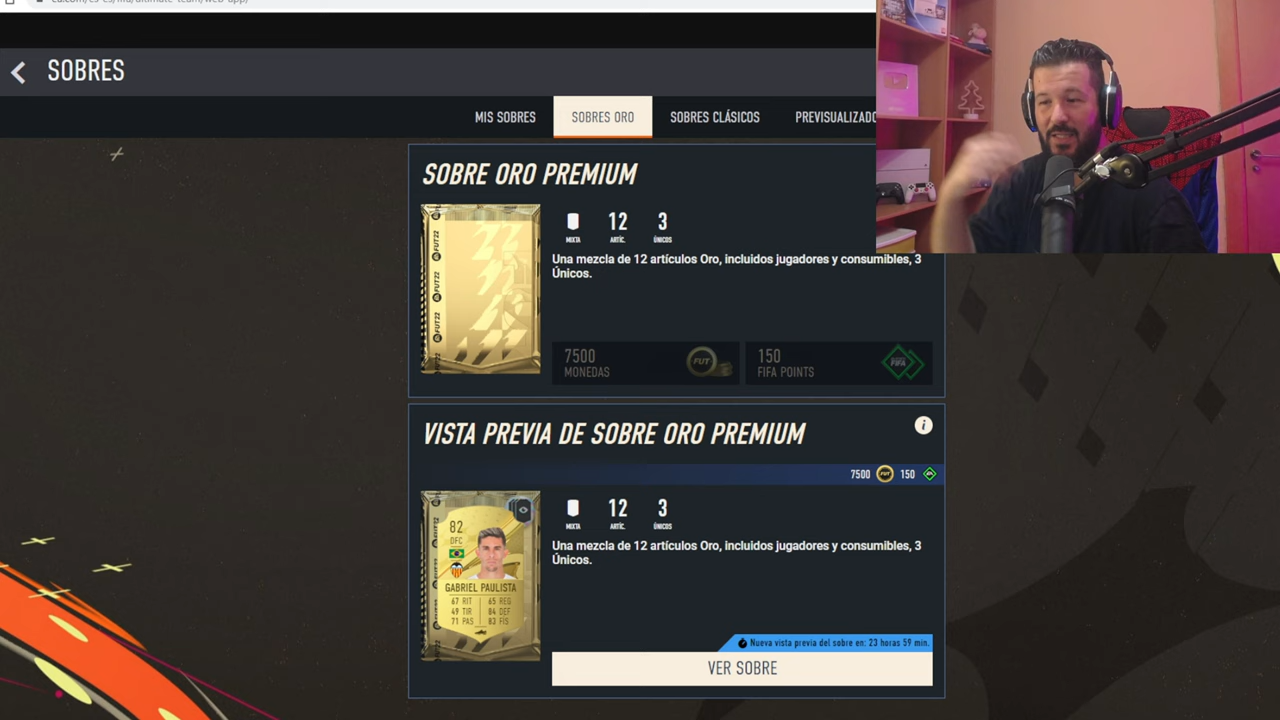 SOBRES
MIS SOBRES SOBRES ORO SOBRES CLÁSICOS PREVISUALIZADO
SOBRE ORO PREMIUM
FUT22
FUT22
FUT22
12 3
MIXTA ARTÍC. ÚNICOS
Una mezcla de 12 artículos Oro, incluidos jugadores y consumibles, 3
Únicos.
7500
MONEDAS
FUT
150
FIFA POINTS
VISTA PREVIA DE SOBRE ORO PREMIUM
i
7500 150
82
DFC
GABRIEL PAULISTA
67 RIT 65 REG
49 TIR 84 DEF
71 PAS 83 FÍS
12 3
MIXTA ARTÍC. ÚNICOS
Una mezcla de 12 artículos Oro, incluidos jugadores y consumibles, 3
Únicos.
Nueva vista previa del sobre en: 23 horas 59 min.
VER SOBRE